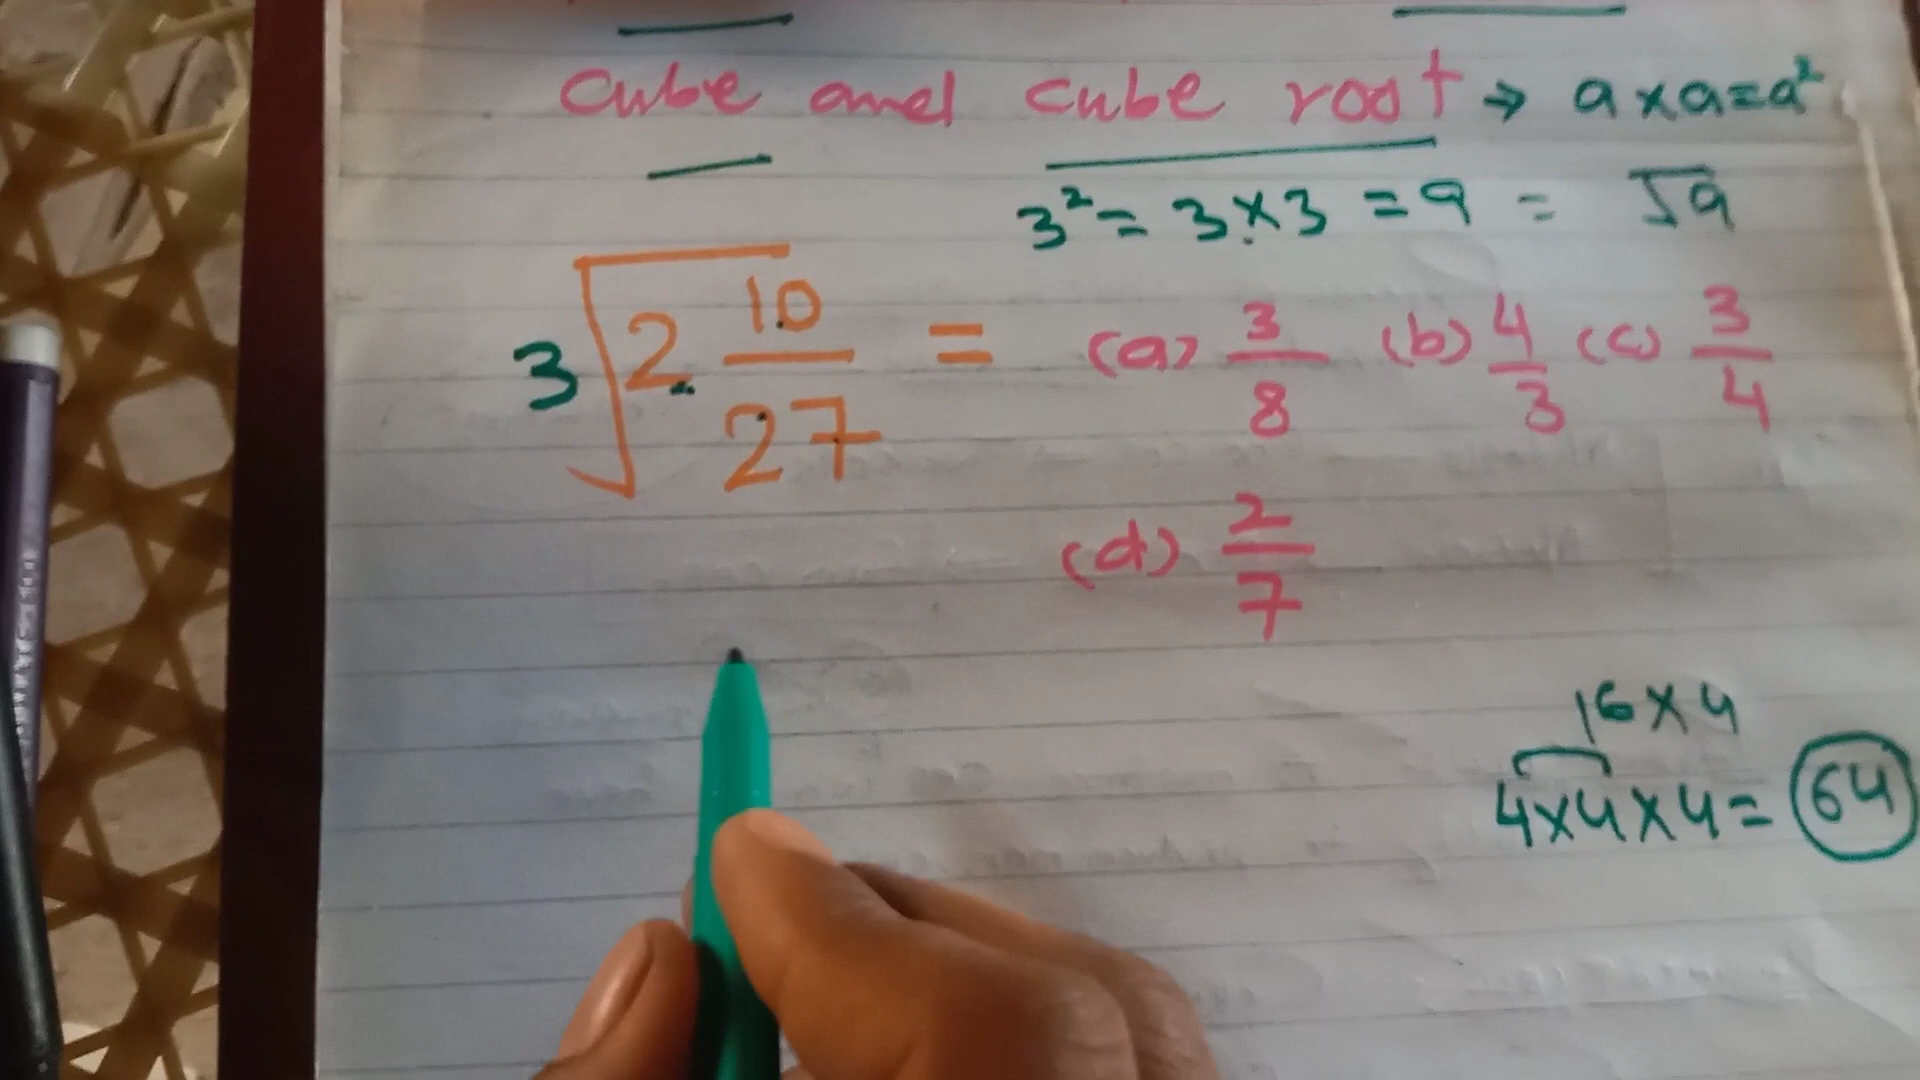 Cube and cube root → a×a=a²
3² = 3×3 = 9 = √9
3√2 10/27 = (a) 3/8 (b) 4/3 (c) 3/4
(d) 2/7
16×4
4×4×4= 64